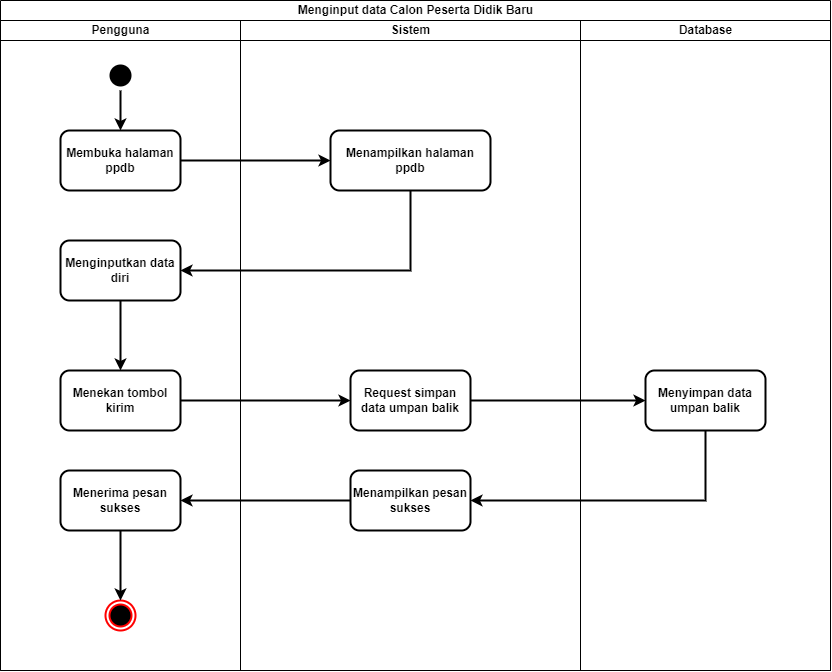 Menginput data Calon Peserta Didik Baru
Pengguna
Sistem
Database
Membuka halaman
ppdb
Menampilkan halaman
ppdb
Menginputkan data
diri
Menekan tombol
kirim
Request simpan
data umpan balik
Menyimpan data
umpan balik
Menerima pesan
sukses
Menampilkan pesan
sukses